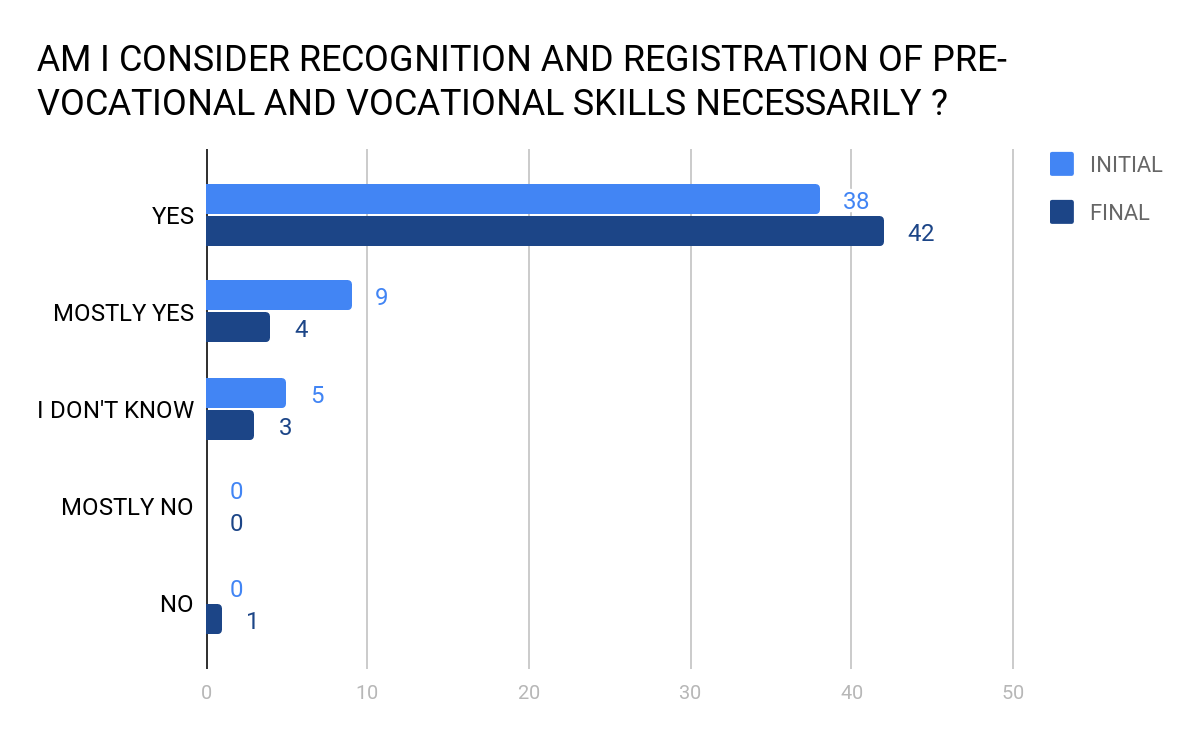 AM I CONSIDER RECOGNITION AND REGISTRATION OF PRE-
VOCATIONAL AND VOCATIONAL SKILLS NECESSARILY ?
INITIAL
FINAL
YES
38
42
MOSTLY YES
9
4
I DON'T KNOW
5
3
MOSTLY NO
0
0
NO
0
1
0 10 20 30 40 50